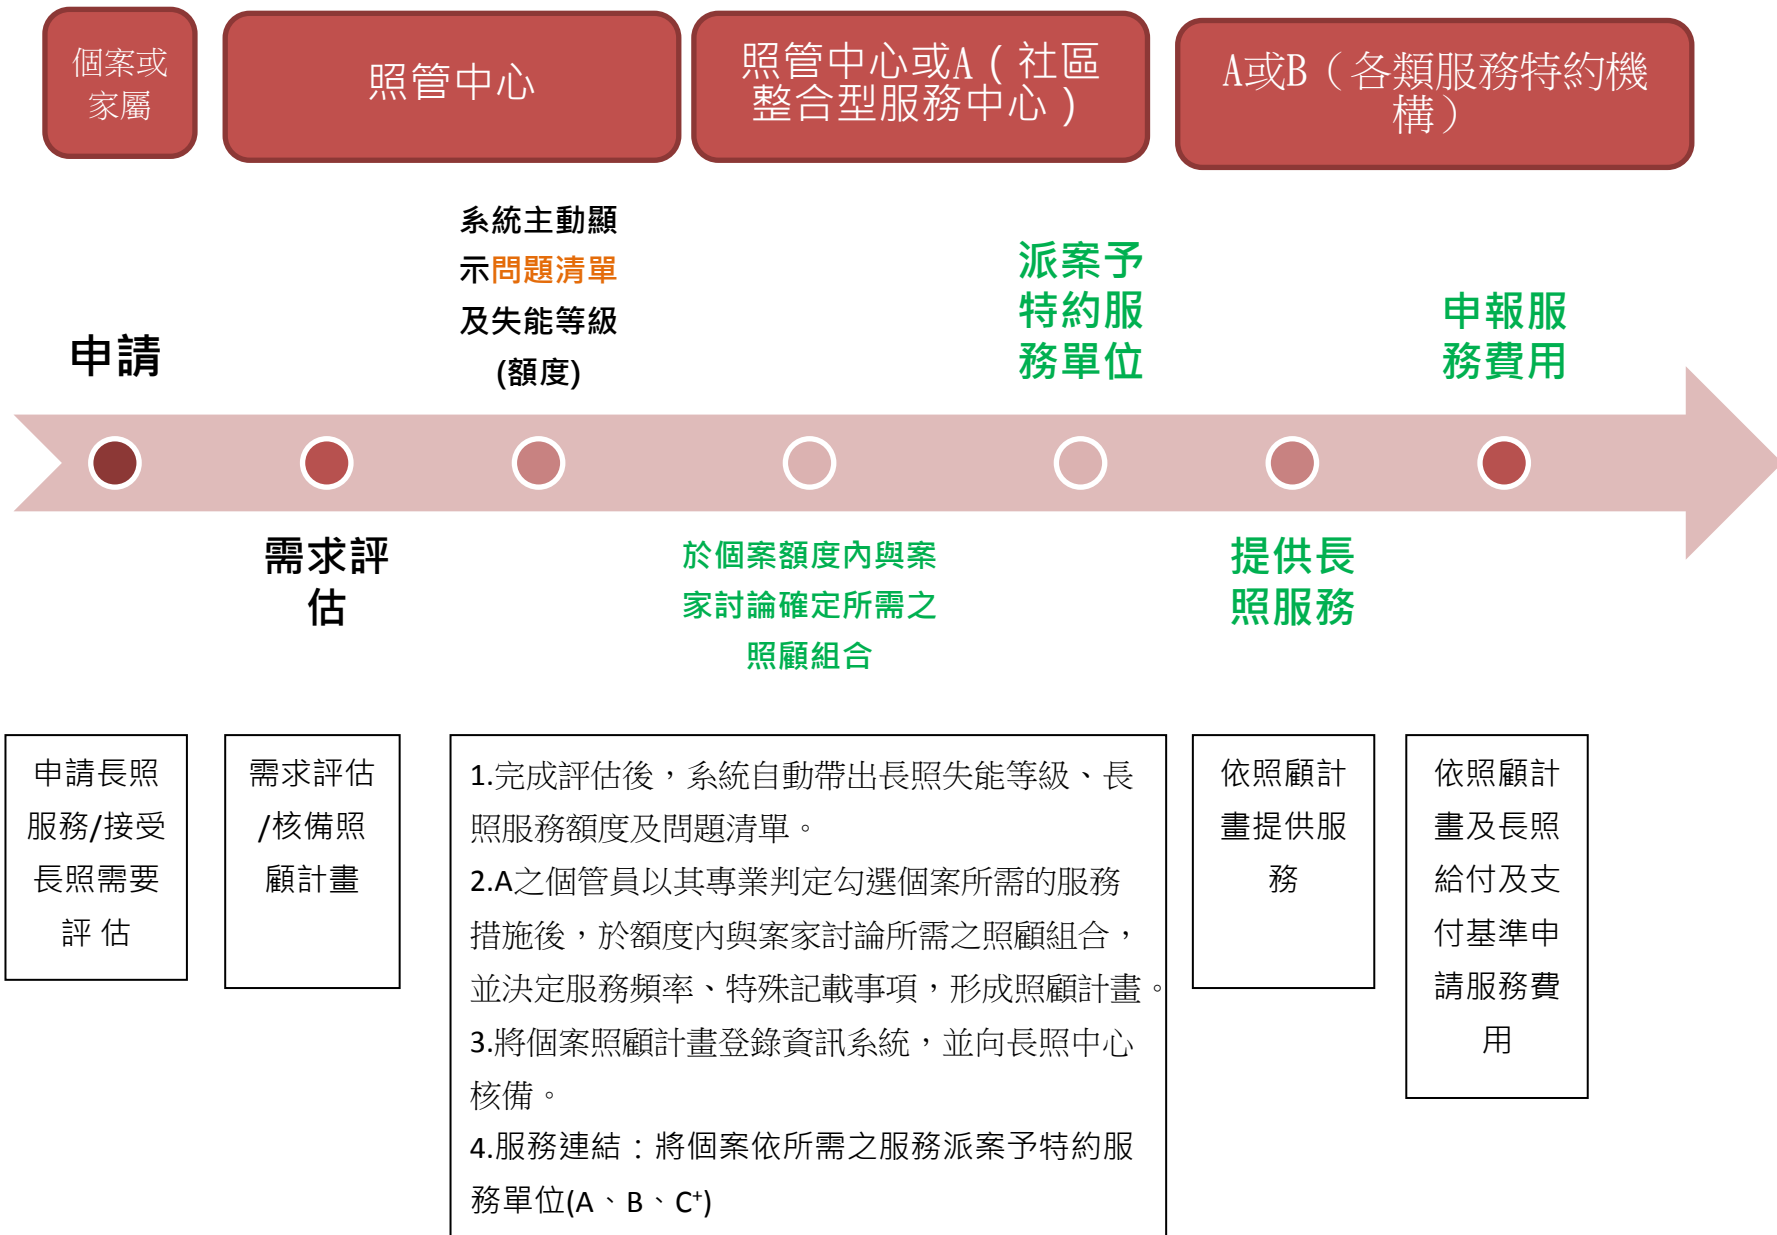 個案或
家屬
照管中心
照管中心或A（社區
整合型服務中心）
A或B（各類服務特約機
構）
系統主動顯
示問題清單
及失能等級
(額度)
派案予
特約服
務單位
申報服
務費用
申請
需求評
估
於個案額度內與案
家討論確定所需之
照顧組合
提供長
照服務
申請長照
服務/接受
長照需要
評 估
需求評估
/核備照
顧計畫
1.完成評估後，系統自動帶出長照失能等級、長
照服務額度及問題清單。
2.A之個管員以其專業判定勾選個案所需的服務
措施後，於額度內與案家討論所需之照顧組合，
並決定服務頻率、特殊記載事項，形成照顧計畫。
3.將個案照顧計畫登錄資訊系統，並向長照中心
核備。
4.服務連結：將個案依所需之服務派案予特約服
務單位(A、B、C⁺)
依照顧計
畫提供服
務
依照顧計
畫及長照
給付及支
付基準申
請服務費
用